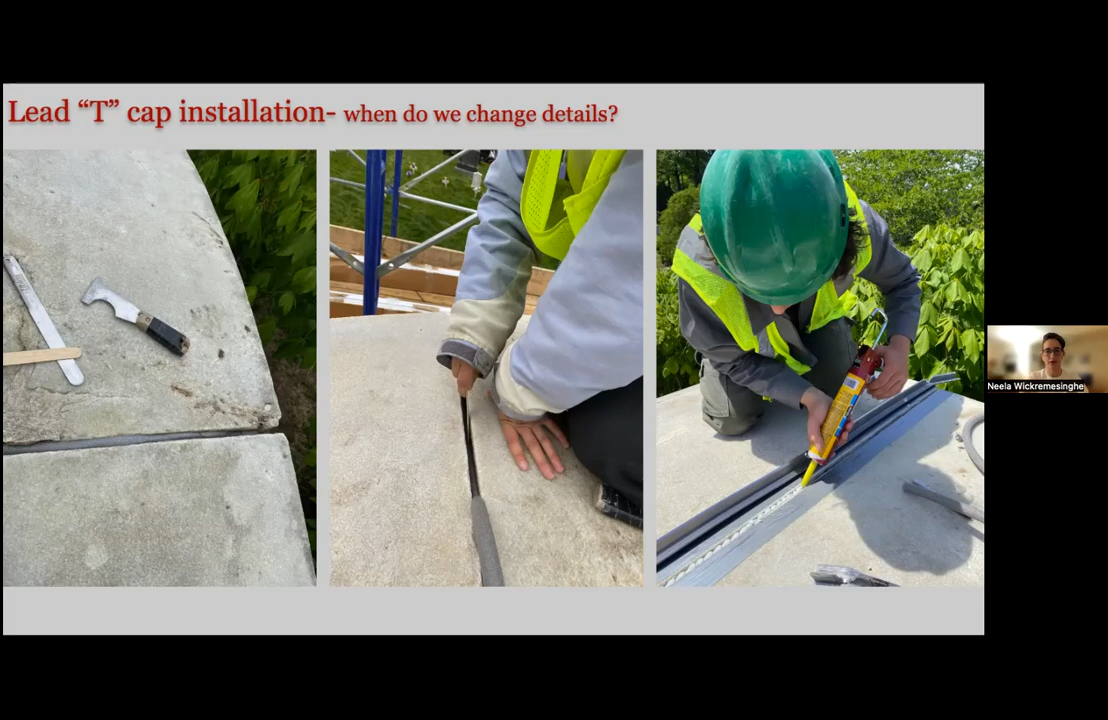 Lead “T” cap installation- when do we change details?
Neela Wickremesinghe